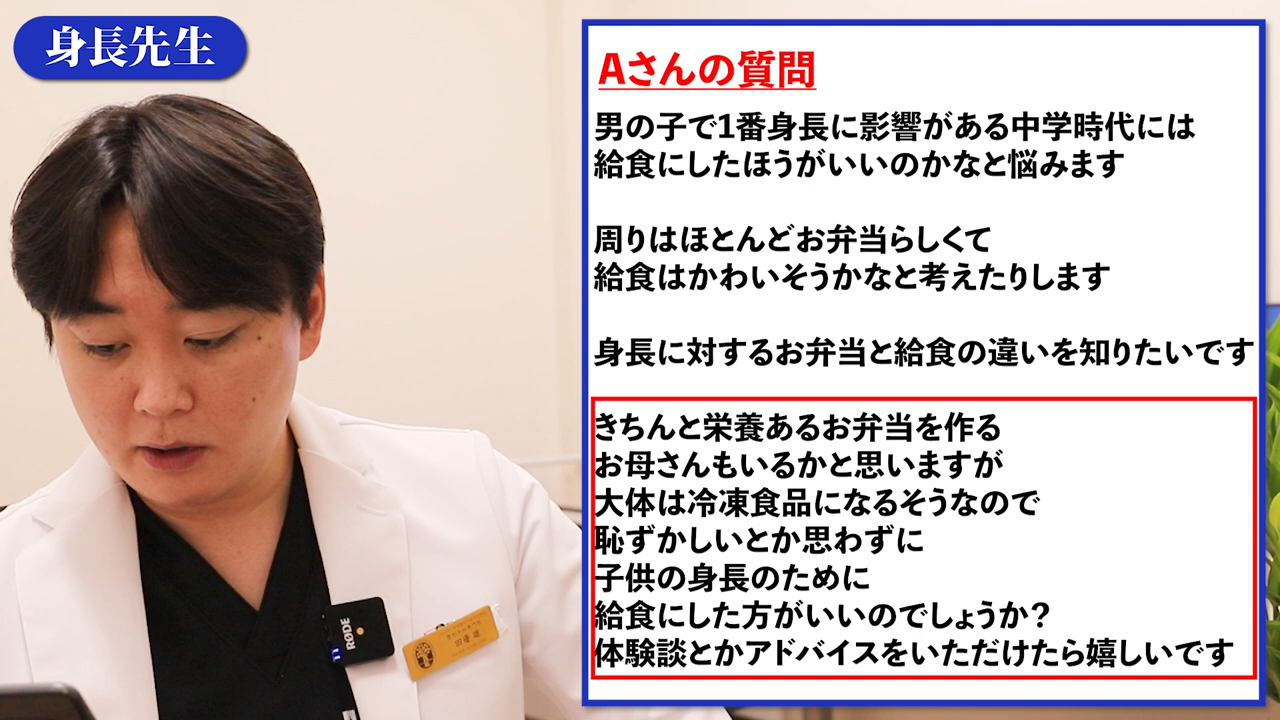 身長先生
Aさんの質問
男の子で1番身長に影響がある中学時代には
給食にしたほうがいいのかなと悩みます
周りはほとんどお弁当らしくて
給食はかわいそうかなと考えたりします
身長に対するお弁当と給食の違いを知りたいです
きちんと栄養あるお弁当を作る
お母さんもいるかと思いますが
大体は冷凍食品になるそうなので
恥ずかしいとか思わずに
子供の身長のために
給食にした方がいいのでしょうか?
体験談とかアドバイスをいただけたら嬉しいです
RØDE
田邊 雄